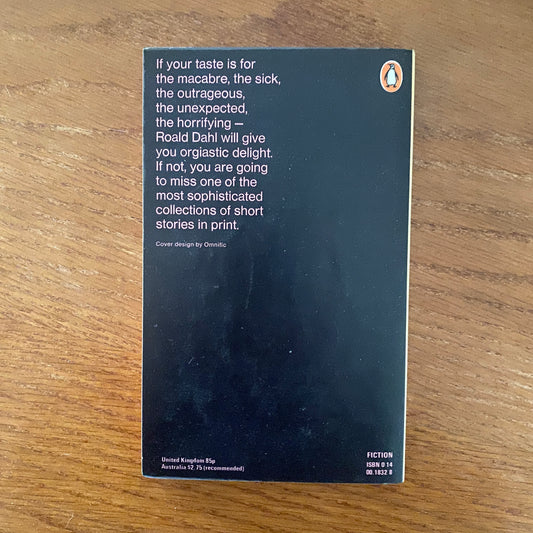 If your taste is for
the macabre, the sick,
the outrageous,
the unexpected,
the horrifying –
Roald Dahl will give
you orgiastic delight.
If not, you are going
to miss one of the
most sophisticated
collections of short
stories in print.
Cover design by Omnific
United Kingdom 85p
Australia $2.75 (recommended)
FICTION
ISBN 0 14
00.1832 8